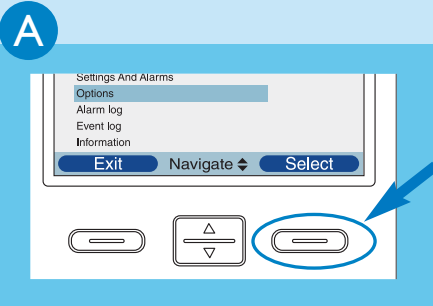 A
Settings And Alarms
Options
Alarm log
Event log
Information
Exit Navigate Select